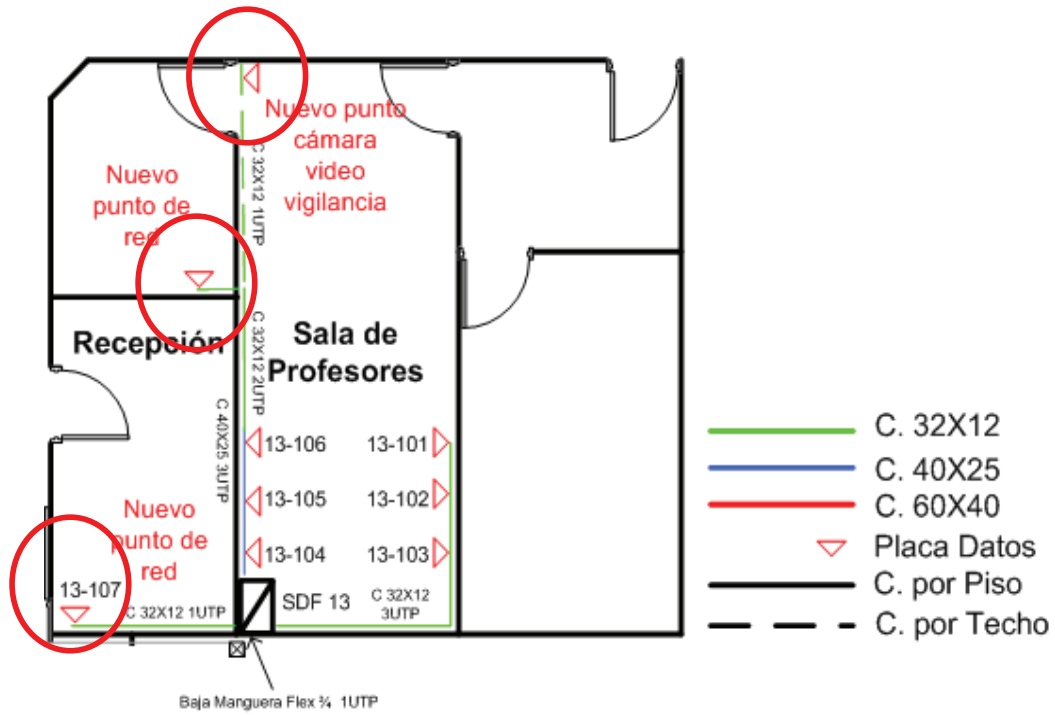 Nuevo punto
cámara
video
vigilancia
Nuevo
punto de
red
C 32X12 1UTP
Recepción
Sala de
Profesores
C 32X12 2UTP
C 40X25 3UTP
13-106
13-101
13-105
13-102
13-104
13-103
Nuevo
punto de
red
13-107
C 32X12 1UTP
SDF 13
C 32X12
3UTP
Baja Manguera Flex ¾ 1UTP
C. 32X12
C. 40X25
C. 60X40
Placa Datos
C. por Piso
C. por Techo